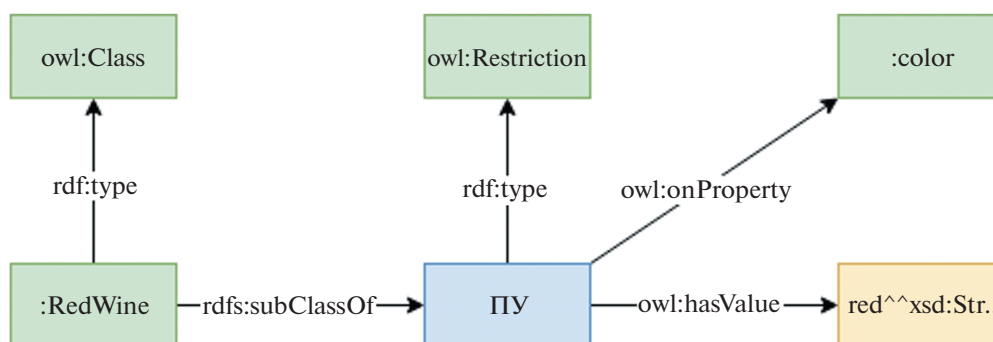 owl:Class
owl:Restriction
:color
rdf:type
rdf:type
owl:onProperty
:RedWine
rdfs:subClassOf
ПУ
owl:hasValue
red^^xsd:Str.